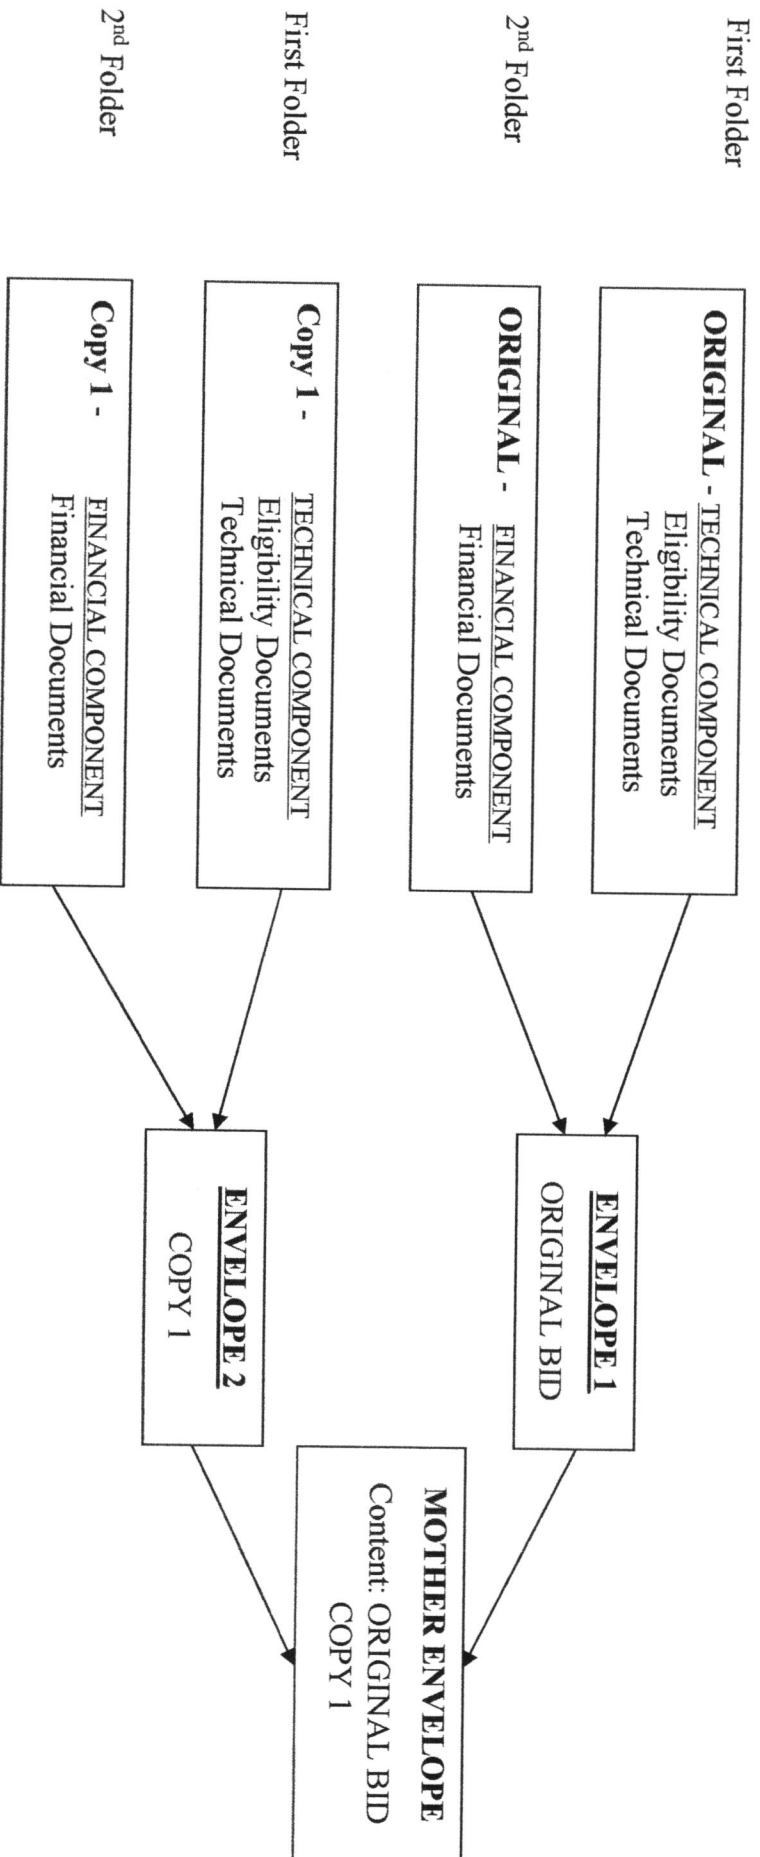 First Folder
ORIGINAL - TECHNICAL COMPONENT
Eligibility Documents
Technical Documents
2nd Folder
ORIGINAL - FINANCIAL COMPONENT
Financial Documents
ENVELOPE 1
ORIGINAL BID
First Folder
Copy 1 - TECHNICAL COMPONENT
Eligibility Documents
Technical Documents
2nd Folder
Copy 1 - FINANCIAL COMPONENT
Financial Documents
ENVELOPE 2
COPY 1
MOTHER ENVELOPE
Content: ORIGINAL BID
COPY 1